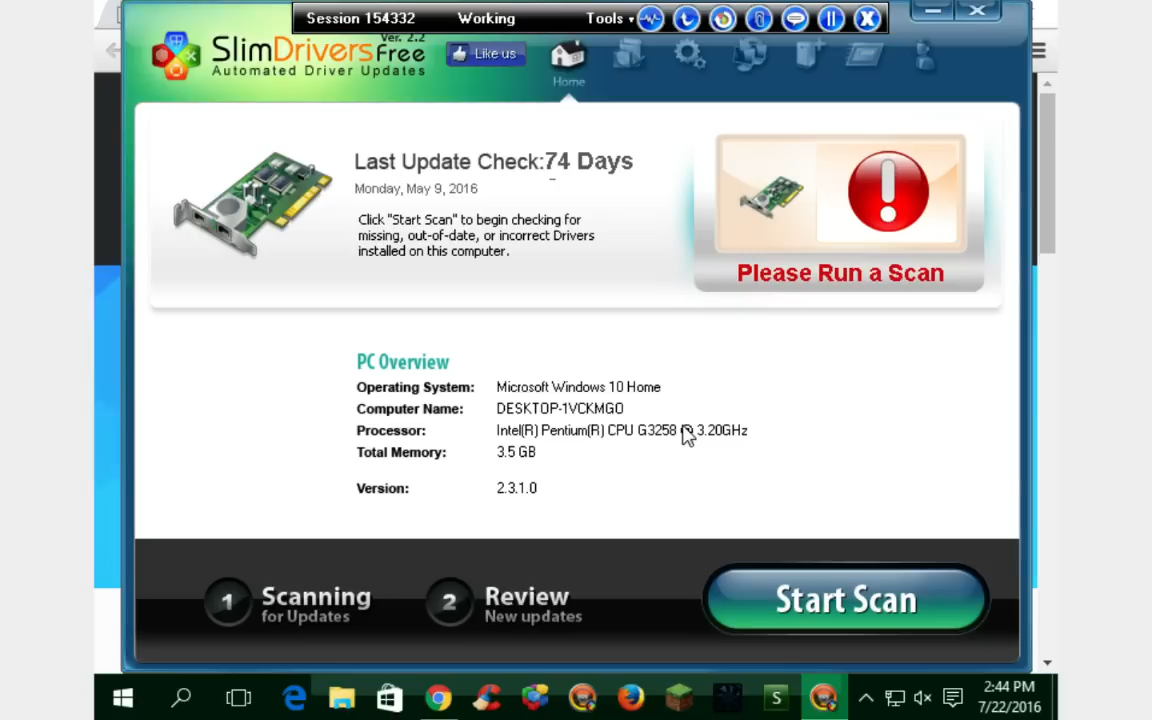 Session 154332 Working Tools
Ver. 2.2
SlimDrivers Free
Automated Driver Updates
Like us
Home
Last Update Check:74 Days
Monday, May 9, 2016
Click "Start Scan" to begin checking for
missing, out-of-date, or incorrect Drivers
installed on this computer.
Please Run a Scan
PC Overview
Operating System: Microsoft Windows 10 Home
Computer Name: DESKTOP-1VCKMGO
Processor: Intel(R) Pentium(R) CPU G3258 3.20GHz
Total Memory: 3.5 GB
Version: 2.3.1.0
1 Scanning
for Updates
2 Review
New updates
Start Scan
S
2:44 PM
7/22/2016